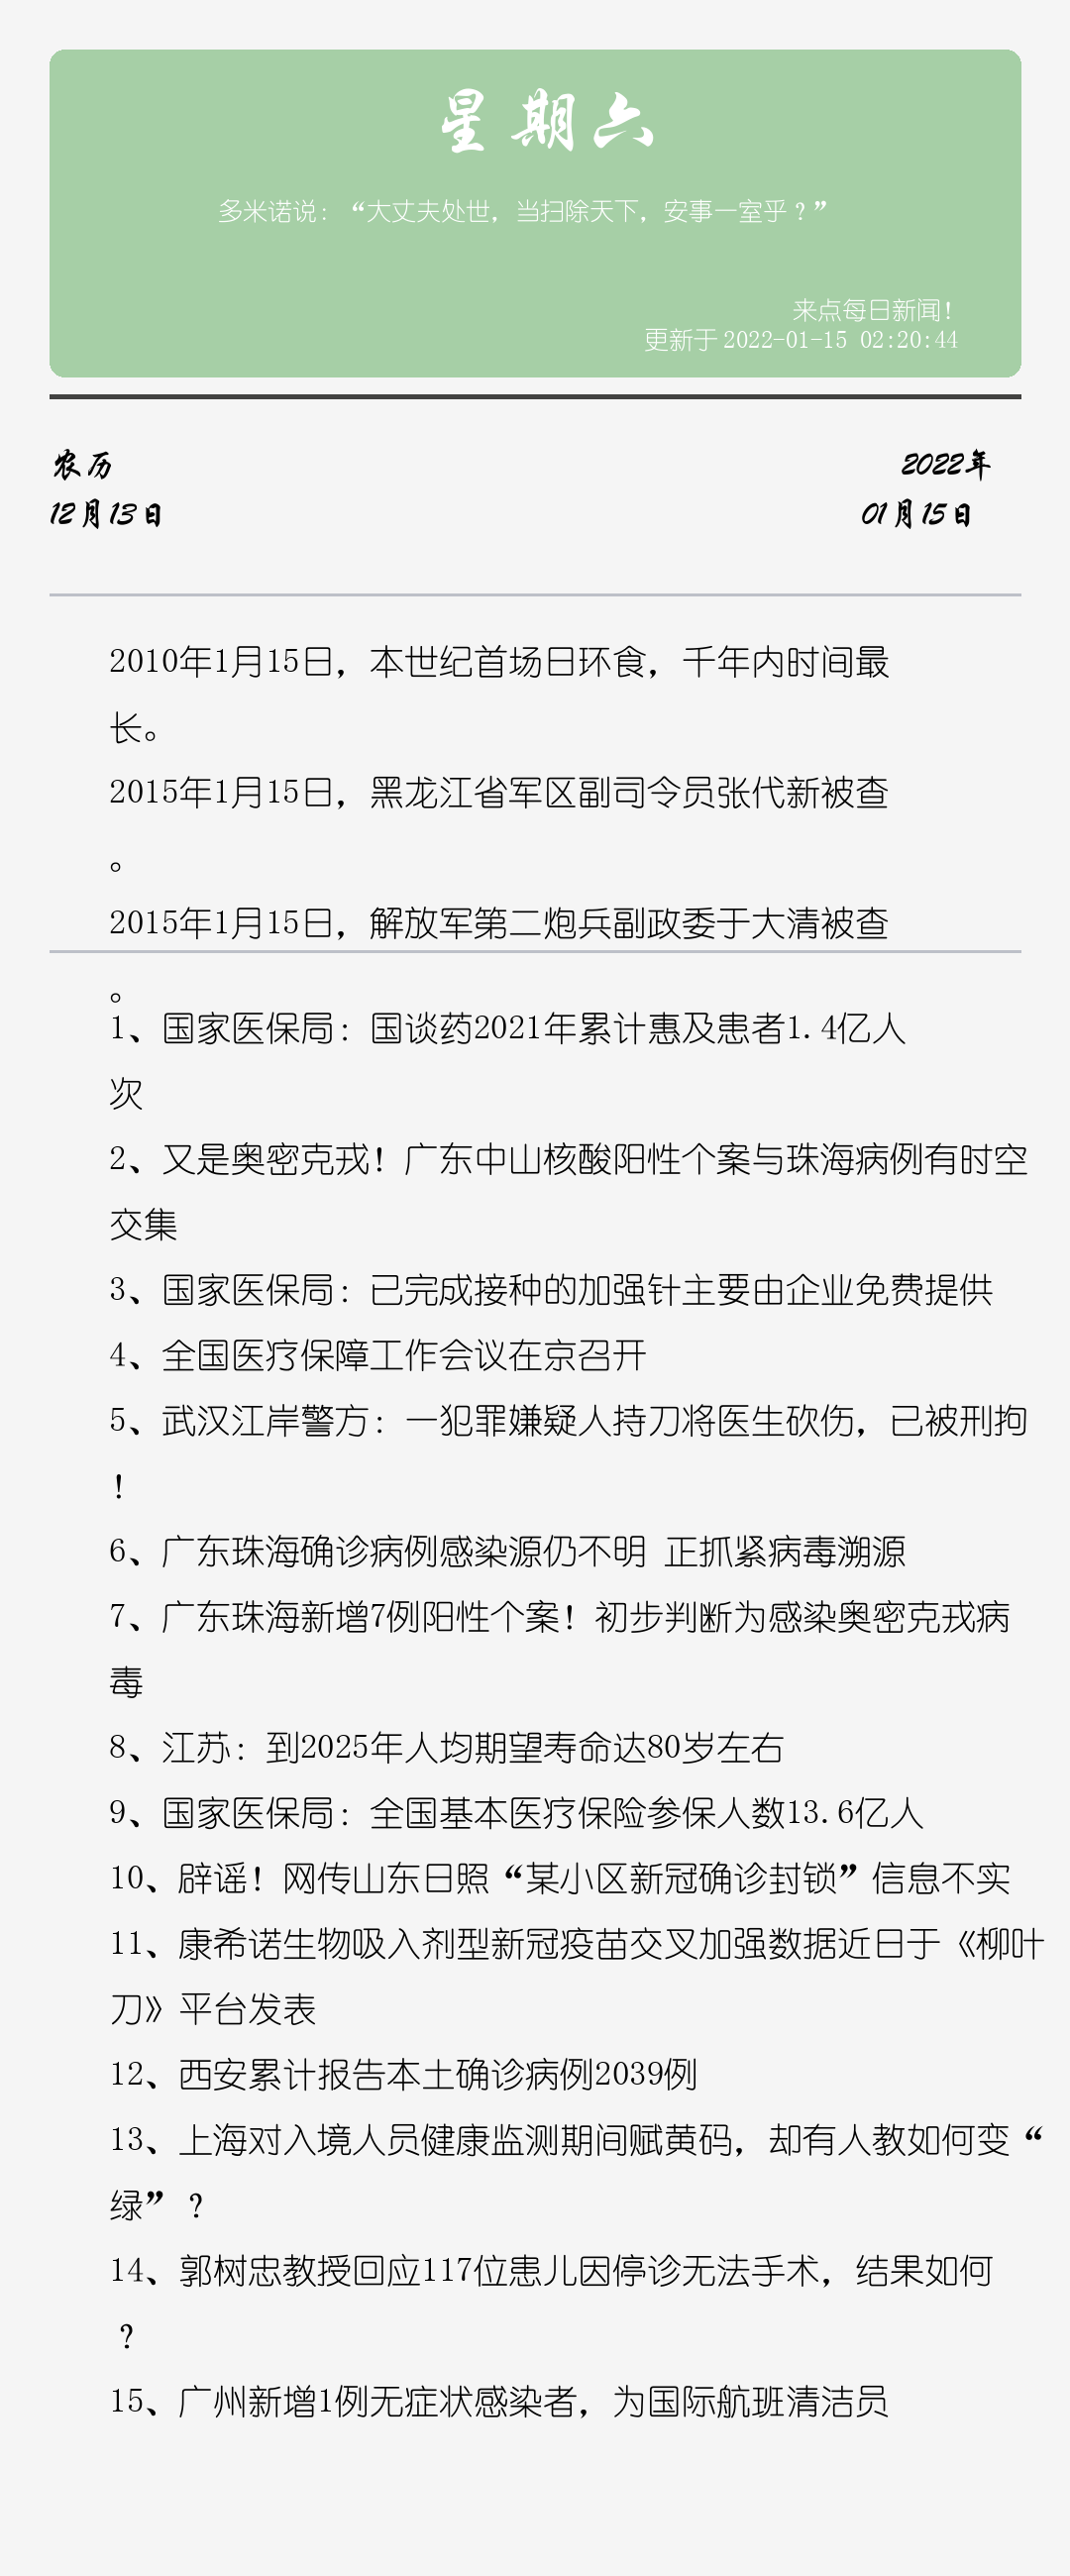 星期六
多米诺说：“大丈夫处世，当扫除天下，安事一室乎？”
来点每日新闻！
更新于2022-01-15 02:20:44
农历
2022年
12月13日
01月15日
2010年1月15日，本世纪首场日环食，千年内时间最
长。
2015年1月15日，黑龙江省军区副司令员张代新被查
。
2015年1月15日，解放军第二炮兵副政委于大清被查
。
1、国家医保局：国谈药2021年累计惠及患者1.4亿人
次
2、又是奥密克戎！广东中山核酸阳性个案与珠海病例有时空
交集
3、国家医保局：已完成接种的加强针主要由企业免费提供
4、全国医疗保障工作会议在京召开
5、武汉江岸警方：一犯罪嫌疑人持刀将医生砍伤，已被刑拘
！
6、广东珠海确诊病例感染源仍不明 正抓紧病毒溯源
7、广东珠海新增7例阳性个案！初步判断为感染奥密克戎病
毒
8、江苏：到2025年人均期望寿命达80岁左右
9、国家医保局：全国基本医疗保险参保人数13.6亿人
10、辟谣！网传山东日照“某小区新冠确诊封锁”信息不实
11、康希诺生物吸入剂型新冠疫苗交叉加强数据近日于《柳叶
刀》平台发表
12、西安累计报告本土确诊病例2039例
13、上海对入境人员健康监测期间赋黄码，却有人教如何变“
绿”？
14、郭树忠教授回应117位患儿因停诊无法手术，结果如何
？
15、广州新增1例无症状感染者，为国际航班清洁员